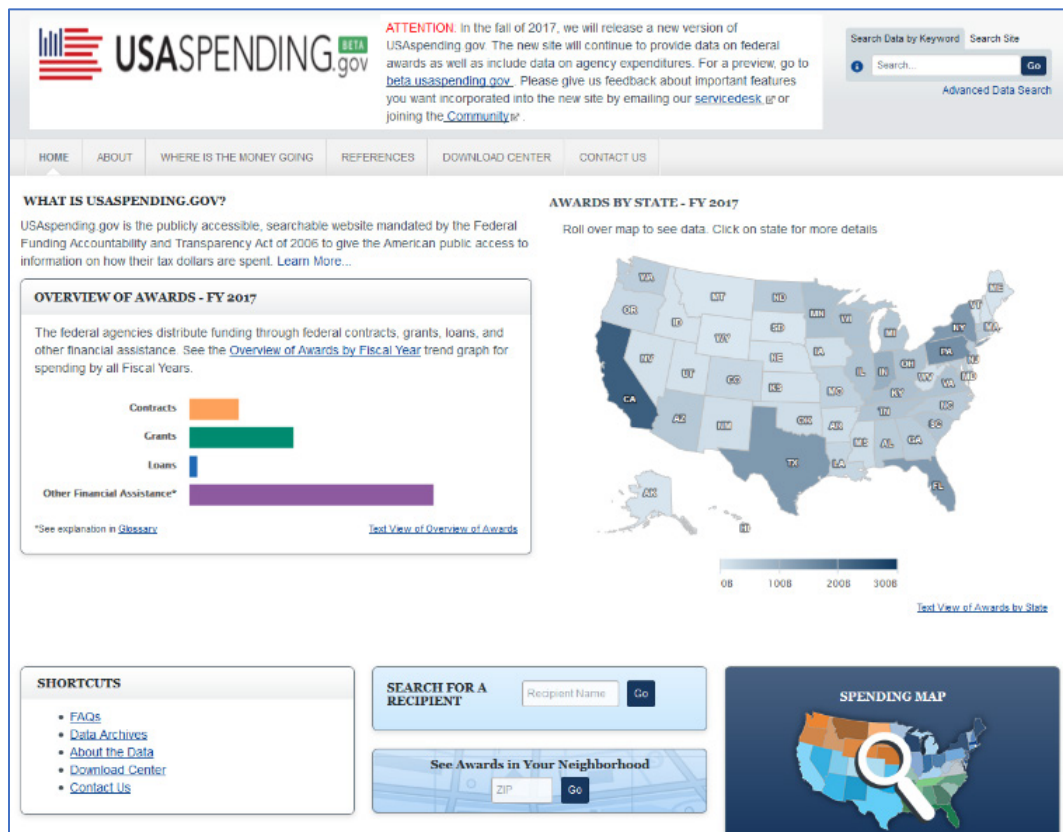 USASPENDING.gov BETA
ATTENTION: In the fall of 2017, we will release a new version of
USAspending.gov. The new site will continue to provide data on federal
awards as well as include data on agency expenditures. For a preview, go to
beta.usaspending.gov. Please give us feedback about important features
you want incorporated into the new site by emailing our servicedesk or
joining the Community.
Search Data by Keyword Search Site
Search... Go
Advanced Data Search
HOME ABOUT WHERE IS THE MONEY GOING REFERENCES DOWNLOAD CENTER CONTACT US
WHAT IS USASPENDING.GOV?
USAspending.gov is the publicly accessible, searchable website mandated by the Federal
Funding Accountability and Transparency Act of 2006 to give the American public access to
information on how their tax dollars are spent. Learn More...
OVERVIEW OF AWARDS - FY 2017
The federal agencies distribute funding through federal contracts, grants, loans, and
other financial assistance. See the Overview of Awards by Fiscal Year trend graph for
spending by all Fiscal Years.
Contracts
Grants
Loans
Other Financial Assistance*
*See explanation in Glossary
Text View of Overview of Awards
AWARDS BY STATE - FY 2017
Roll over map to see data. Click on state for more details
WA
MT
ND
MN
WI
MI
VT
ME
OR
ID
WY
SD
IA
NY
MA
NV
UT
CO
NE
KS
MO
IL
IN
OH
PA
NJ
MD
WV
VA
KY
CA
AZ
NM
OK
AR
TN
NC
SC
TX
LA
MS
AL
GA
FL
AK
HI
0B 100B 200B 300B
Text View of Awards by State
SHORTCUTS
FAQs
Data Archives
About the Data
Download Center
Contact Us
SEARCH FOR A
RECIPIENT
Recipient Name Go
See Awards in Your Neighborhood
ZIP Go
SPENDING MAP